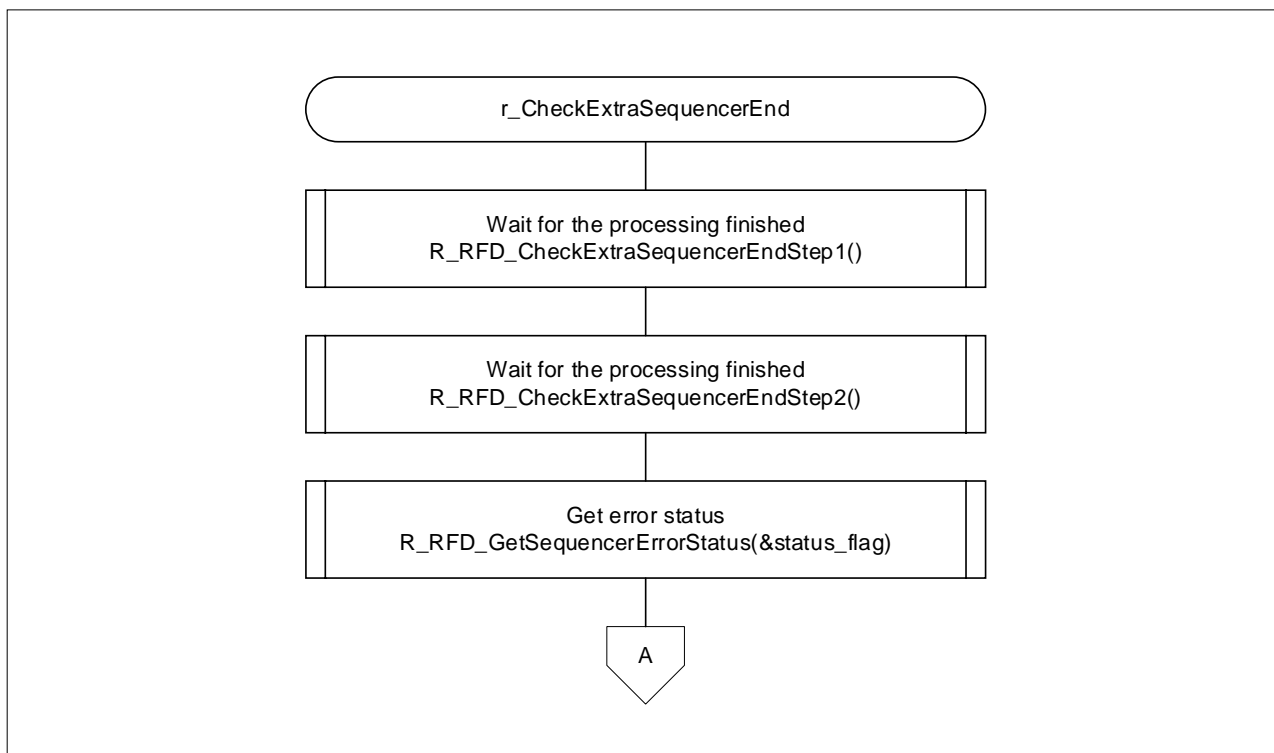 r_CheckExtraSequencerEnd
Wait for the processing finished
R_RFD_CheckExtraSequencerEndStep1()
Wait for the processing finished
R_RFD_CheckExtraSequencerEndStep2()
Get error status
R_RFD_GetSequencerErrorStatus(&status_flag)
A